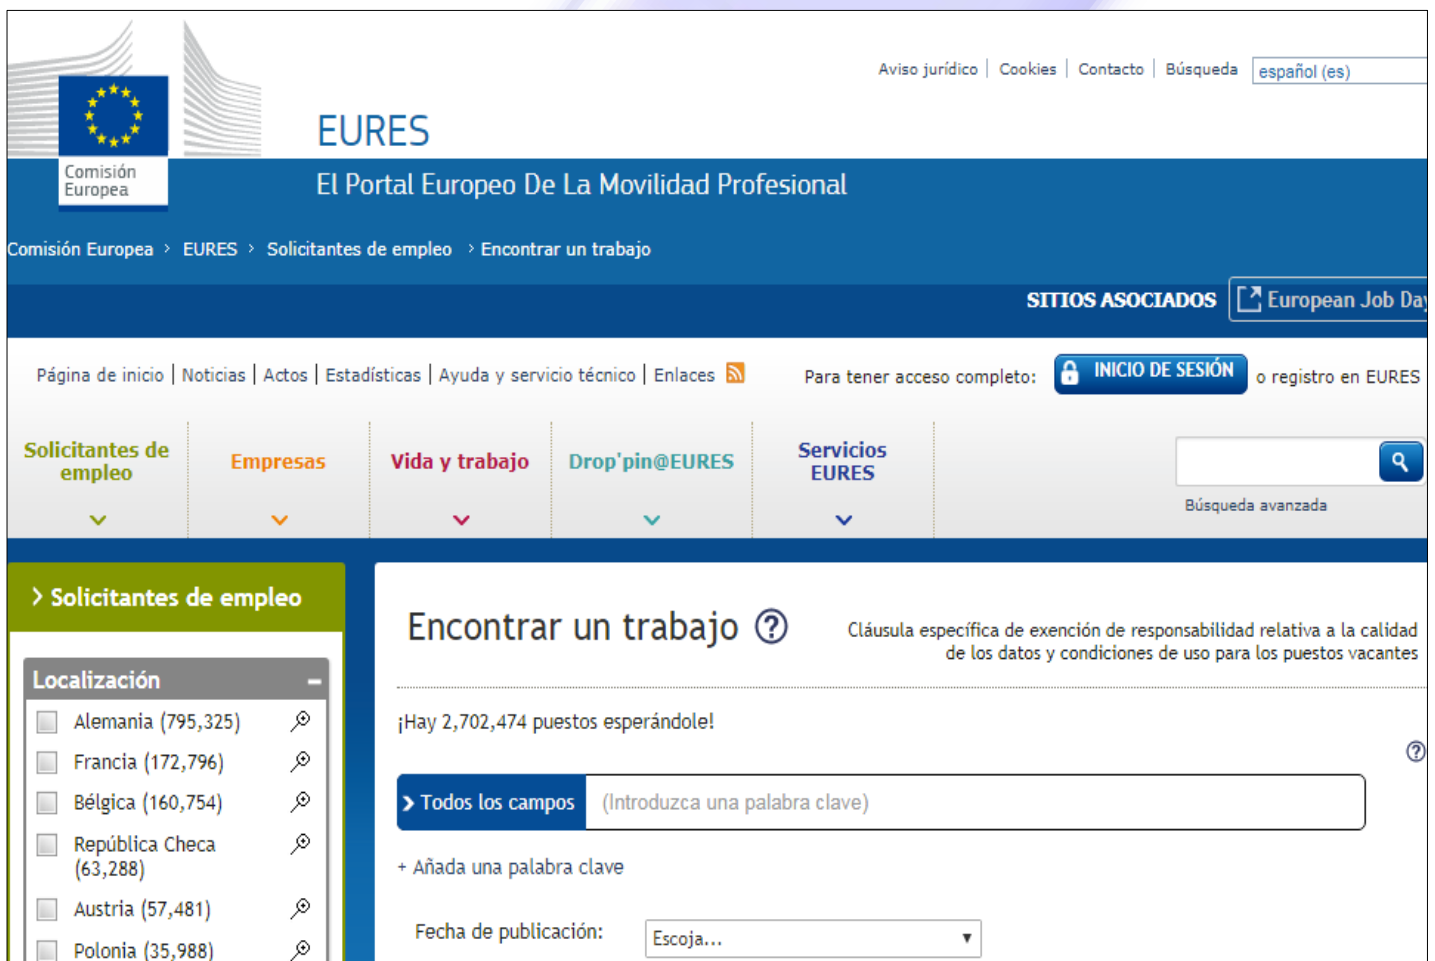 Aviso jurídico | Cookies | Contacto | Búsqueda español (es)
EURES
Comisión
Europea
El Portal Europeo De La Movilidad Profesional
Comisión Europea > EURES > Solicitantes de empleo > Encontrar un trabajo
SITIOS ASOCIADOS European Job Day
Página de inicio | Noticias | Actos | Estadísticas | Ayuda y servicio técnico | Enlaces
Para tener acceso completo: INICIO DE SESIÓN o registro en EURES
Solicitantes de
empleo
Empresas
Vida y trabajo
Drop'pin@EURES
Servicios
EURES
Búsqueda avanzada
> Solicitantes de empleo
Localización
Alemania (795,325)
Francia (172,796)
Bélgica (160,754)
República Checa
(63,288)
Austria (57,481)
Polonia (35,988)
Encontrar un trabajo ?
Cláusula específica de exención de responsabilidad relativa a la calidad
de los datos y condiciones de uso para los puestos vacantes
¡Hay 2,702,474 puestos esperándole!
?
> Todos los campos (Introduzca una palabra clave)
+ Añada una palabra clave
Fecha de publicación: Escoja...